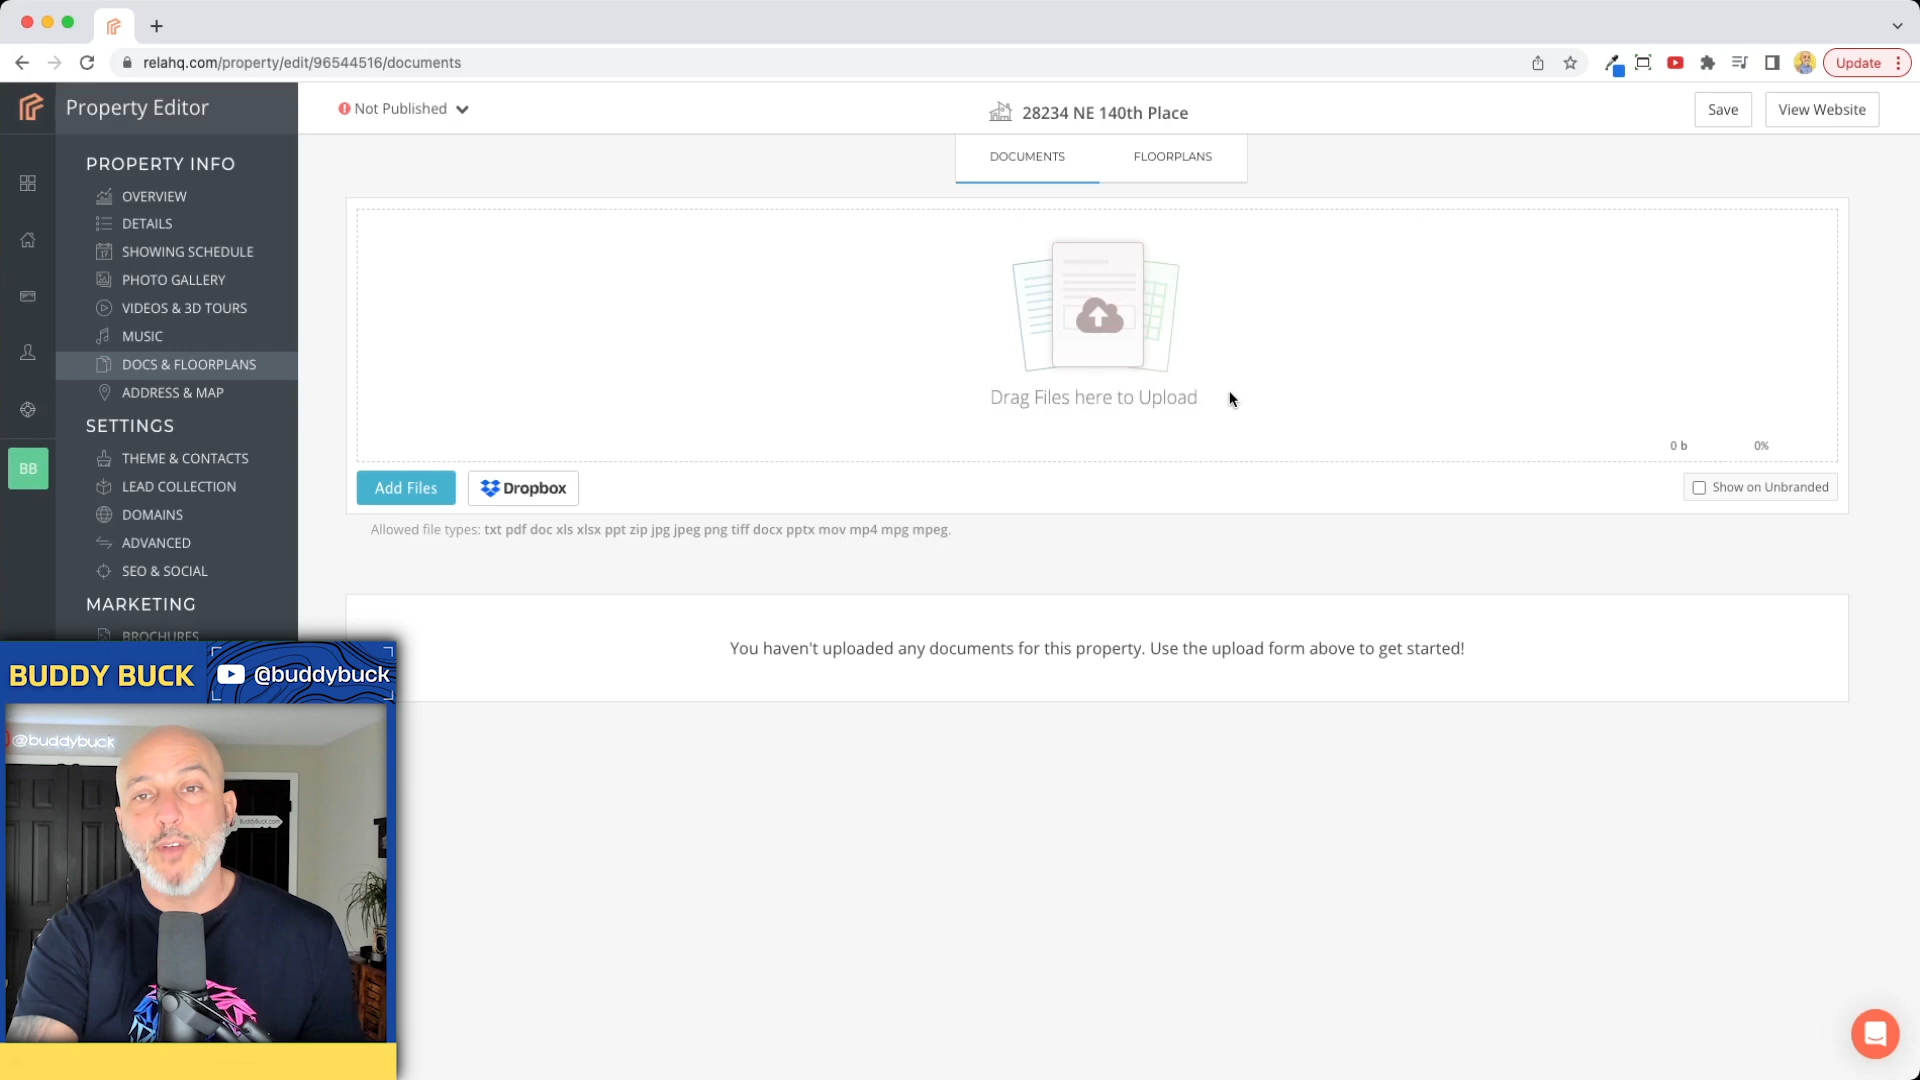 relahq.com/property/edit/96544516/documents
Update
Property Editor
Not Published
28234 NE 140th Place
Save
View Website
PROPERTY INFO
OVERVIEW
DETAILS
SHOWING SCHEDULE
PHOTO GALLERY
VIDEOS & 3D TOURS
MUSIC
DOCS & FLOORPLANS
ADDRESS & MAP
SETTINGS
THEME & CONTACTS
LEAD COLLECTION
DOMAINS
ADVANCED
SEO & SOCIAL
MARKETING
BROCHURES
BB
DOCUMENTS
FLOORPLANS
Drag Files here to Upload
0 b
0%
Add Files
Dropbox
Show on Unbranded
Allowed file types: txt pdf doc xls xlsx ppt zip jpg jpeg png tiff docx pptx mov mp4 mpg mpeg.
You haven't uploaded any documents for this property. Use the upload form above to get started!
BUDDY BUCK
@buddybuck
@buddybuck
BuddyBuck.com